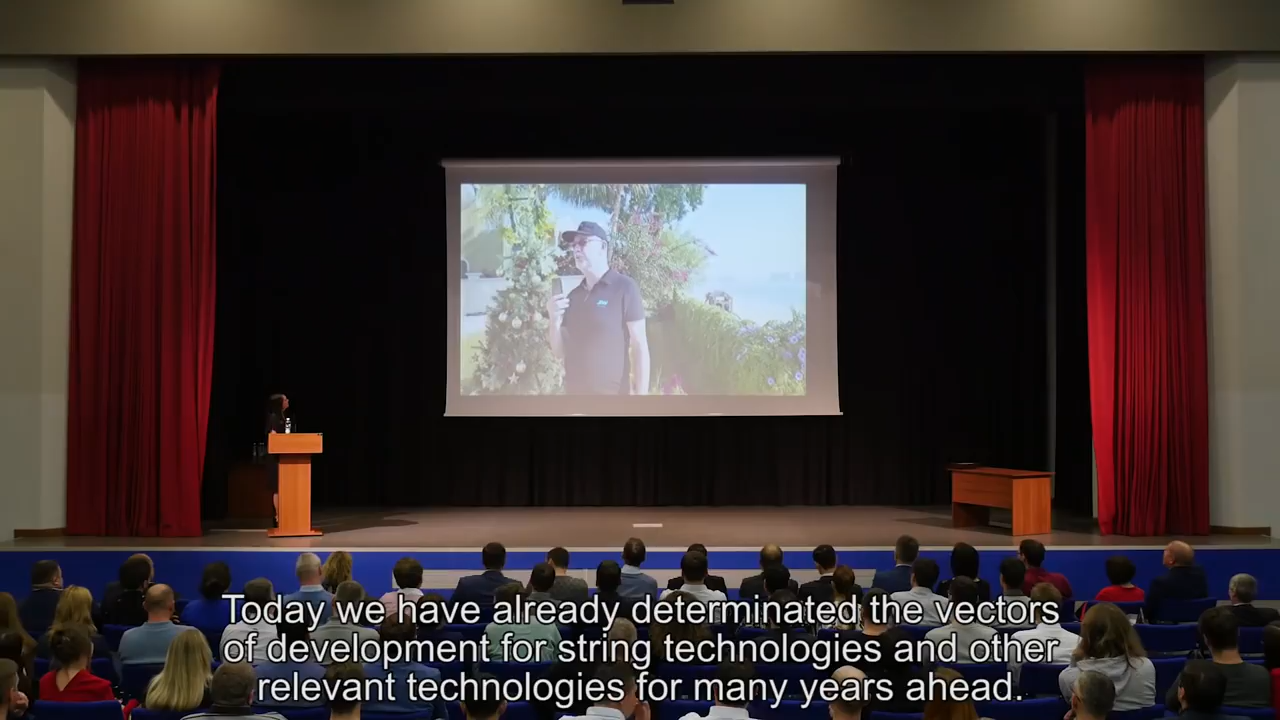 Today we have already determinated the vectors
of development for string technologies and other
relevant technologies for many years ahead.